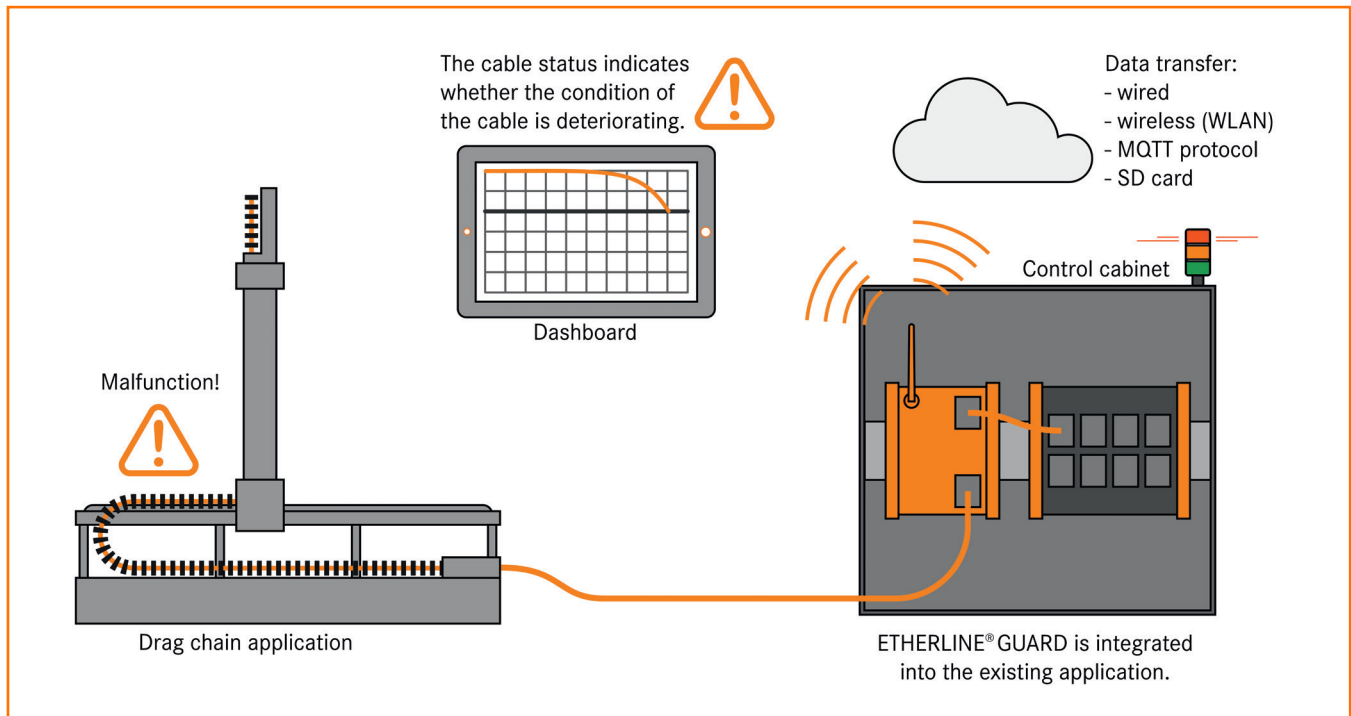 The cable status indicates
whether the condition of
the cable is deteriorating.
Data transfer:
- wired
- wireless (WLAN)
- MQTT protocol
- SD card
Control cabinet
Dashboard
Malfunction!
Drag chain application
ETHERLINE® GUARD is integrated
into the existing application.